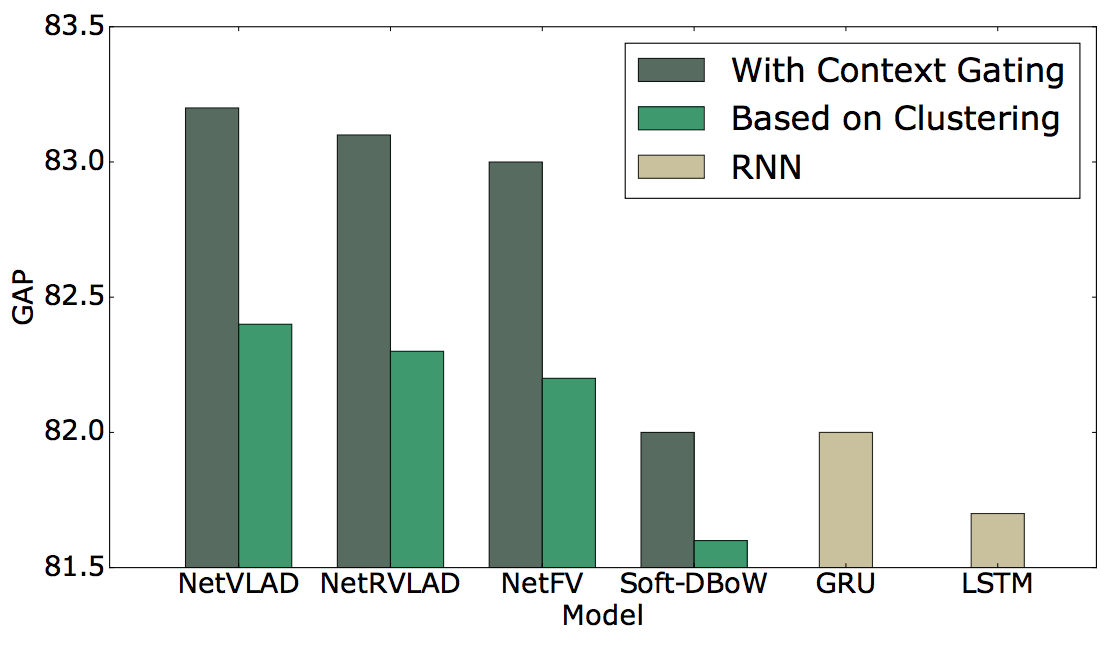 83.5
83.0
82.5
82.0
81.5
GAP
With Context Gating
Based on Clustering
RNN
NetVLAD NetRVLAD NetFV Soft-DBoW GRU LSTM
Model